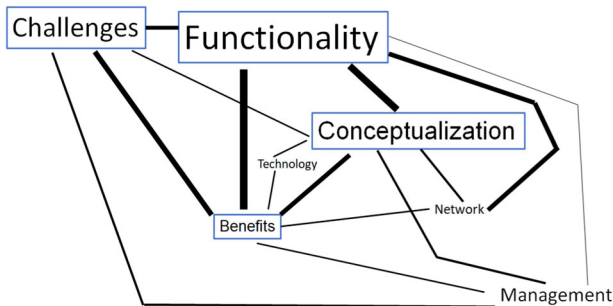 Challenges
Functionality
Conceptualization
Technology
Network
Benefits
Management